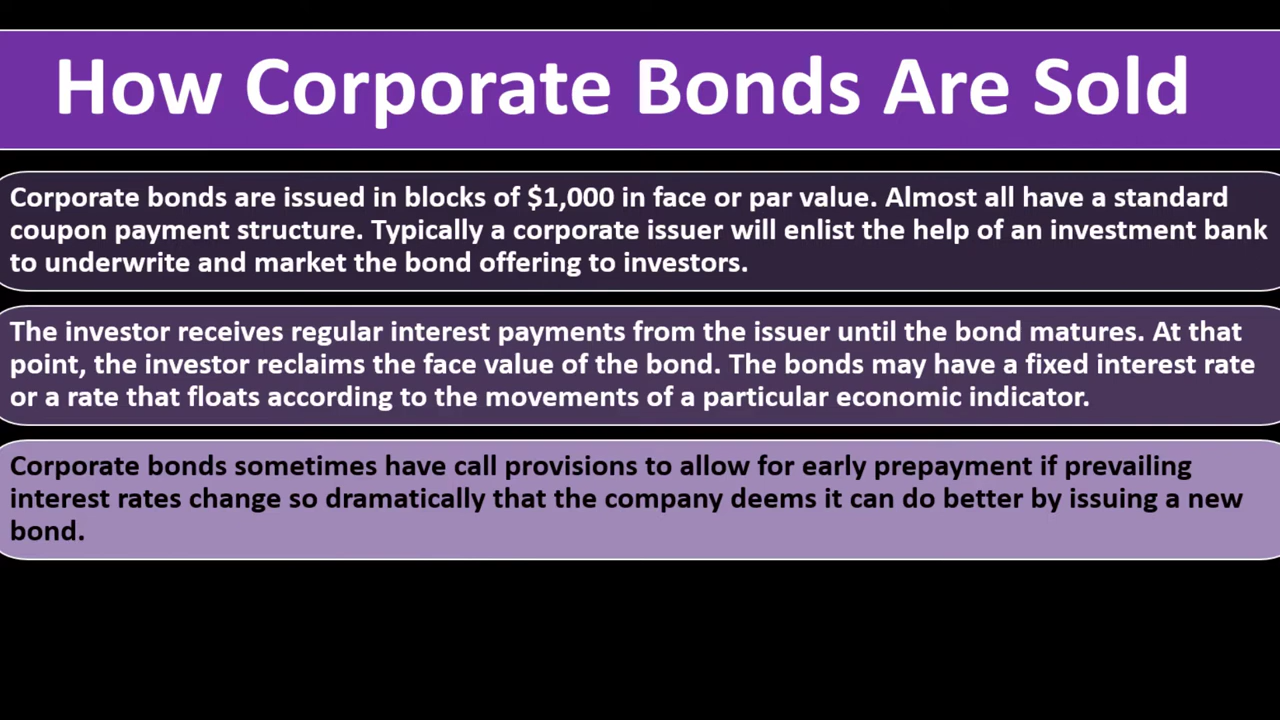 How Corporate Bonds Are Sold
Corporate bonds are issued in blocks of $1,000 in face or par value. Almost all have a standard
coupon payment structure. Typically a corporate issuer will enlist the help of an investment bank
to underwrite and market the bond offering to investors.
The investor receives regular interest payments from the issuer until the bond matures. At that
point, the investor reclaims the face value of the bond. The bonds may have a fixed interest rate
or a rate that floats according to the movements of a particular economic indicator.
Corporate bonds sometimes have call provisions to allow for early prepayment if prevailing
interest rates change so dramatically that the company deems it can do better by issuing a new
bond.